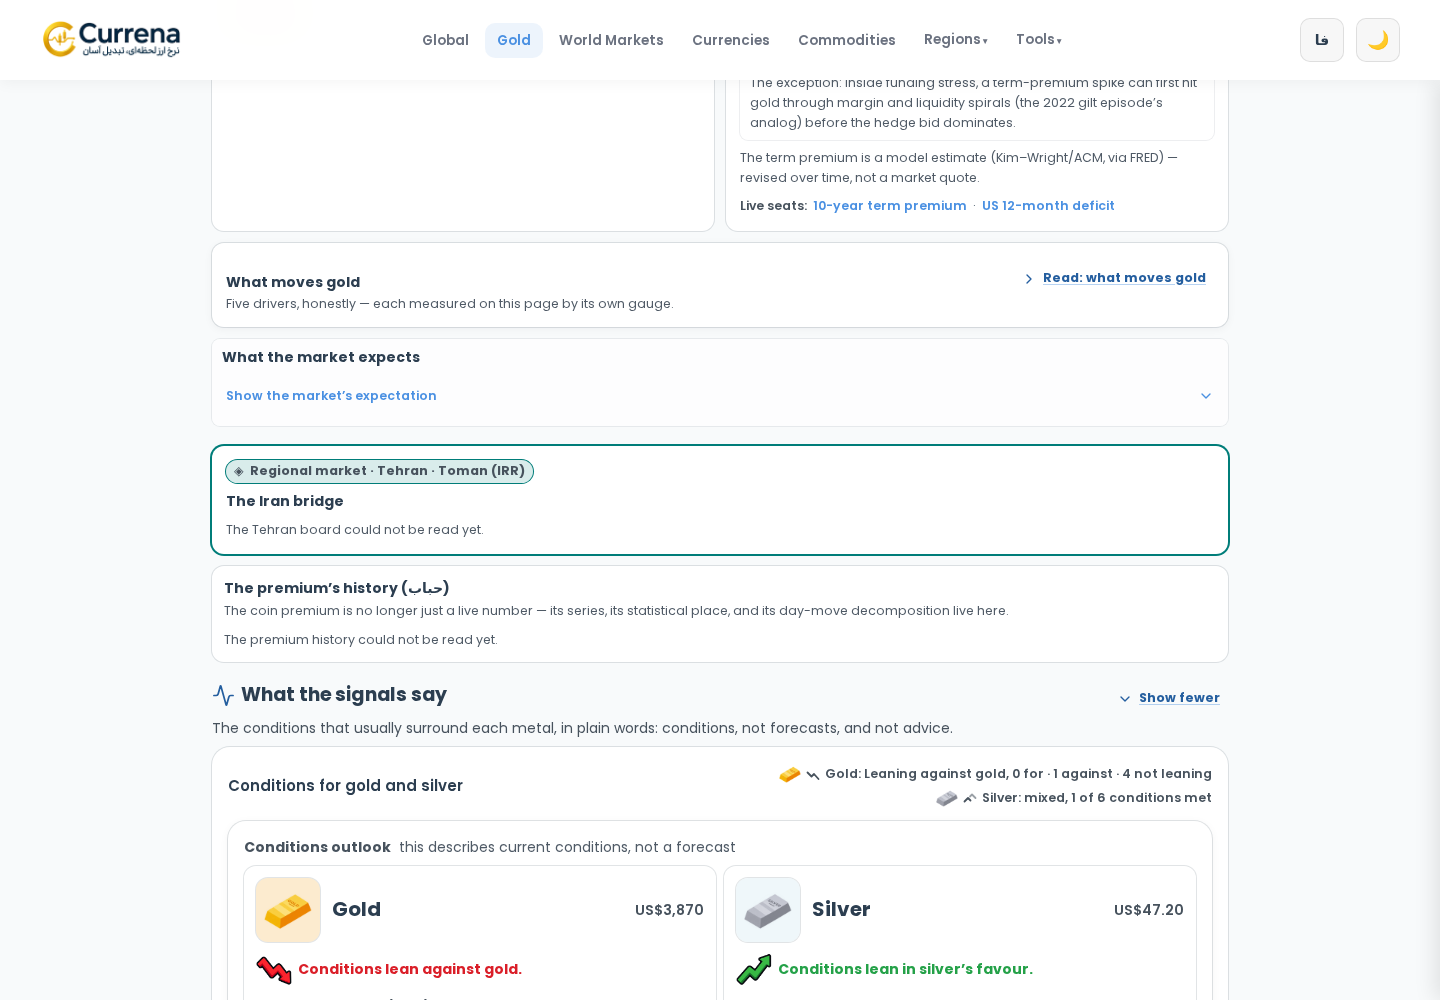 Currena
نرخ ارز لحظه‌ای، تبدیل آسان
Global
Gold
World Markets
Currencies
Commodities
Regions ▾
Tools ▾
فا
The exception: inside funding stress, a term-premium spike can first hit
gold through margin and liquidity spirals (the 2022 gilt episode’s
analog) before the hedge bid dominates.
The term premium is a model estimate (Kim–Wright/ACM, via FRED) —
revised over time, not a market quote.
Live seats: 10-year term premium · US 12-month deficit
What moves gold
Five drivers, honestly — each measured on this page by its own gauge.
Read: what moves gold
What the market expects
Show the market’s expectation
◈ Regional market · Tehran · Toman (IRR)
The Iran bridge
The Tehran board could not be read yet.
The premium’s history (حباب)
The coin premium is no longer just a live number — its series, its statistical place, and its day-move decomposition live here.
The premium history could not be read yet.
What the signals say
Show fewer
The conditions that usually surround each metal, in plain words: conditions, not forecasts, and not advice.
Conditions for gold and silver
Gold: Leaning against gold, 0 for · 1 against · 4 not leaning
Silver: mixed, 1 of 6 conditions met
Conditions outlook this describes current conditions, not a forecast
Gold
US$3,870
Conditions lean against gold.
Silver
US$47.20
Conditions lean in silver’s favour.